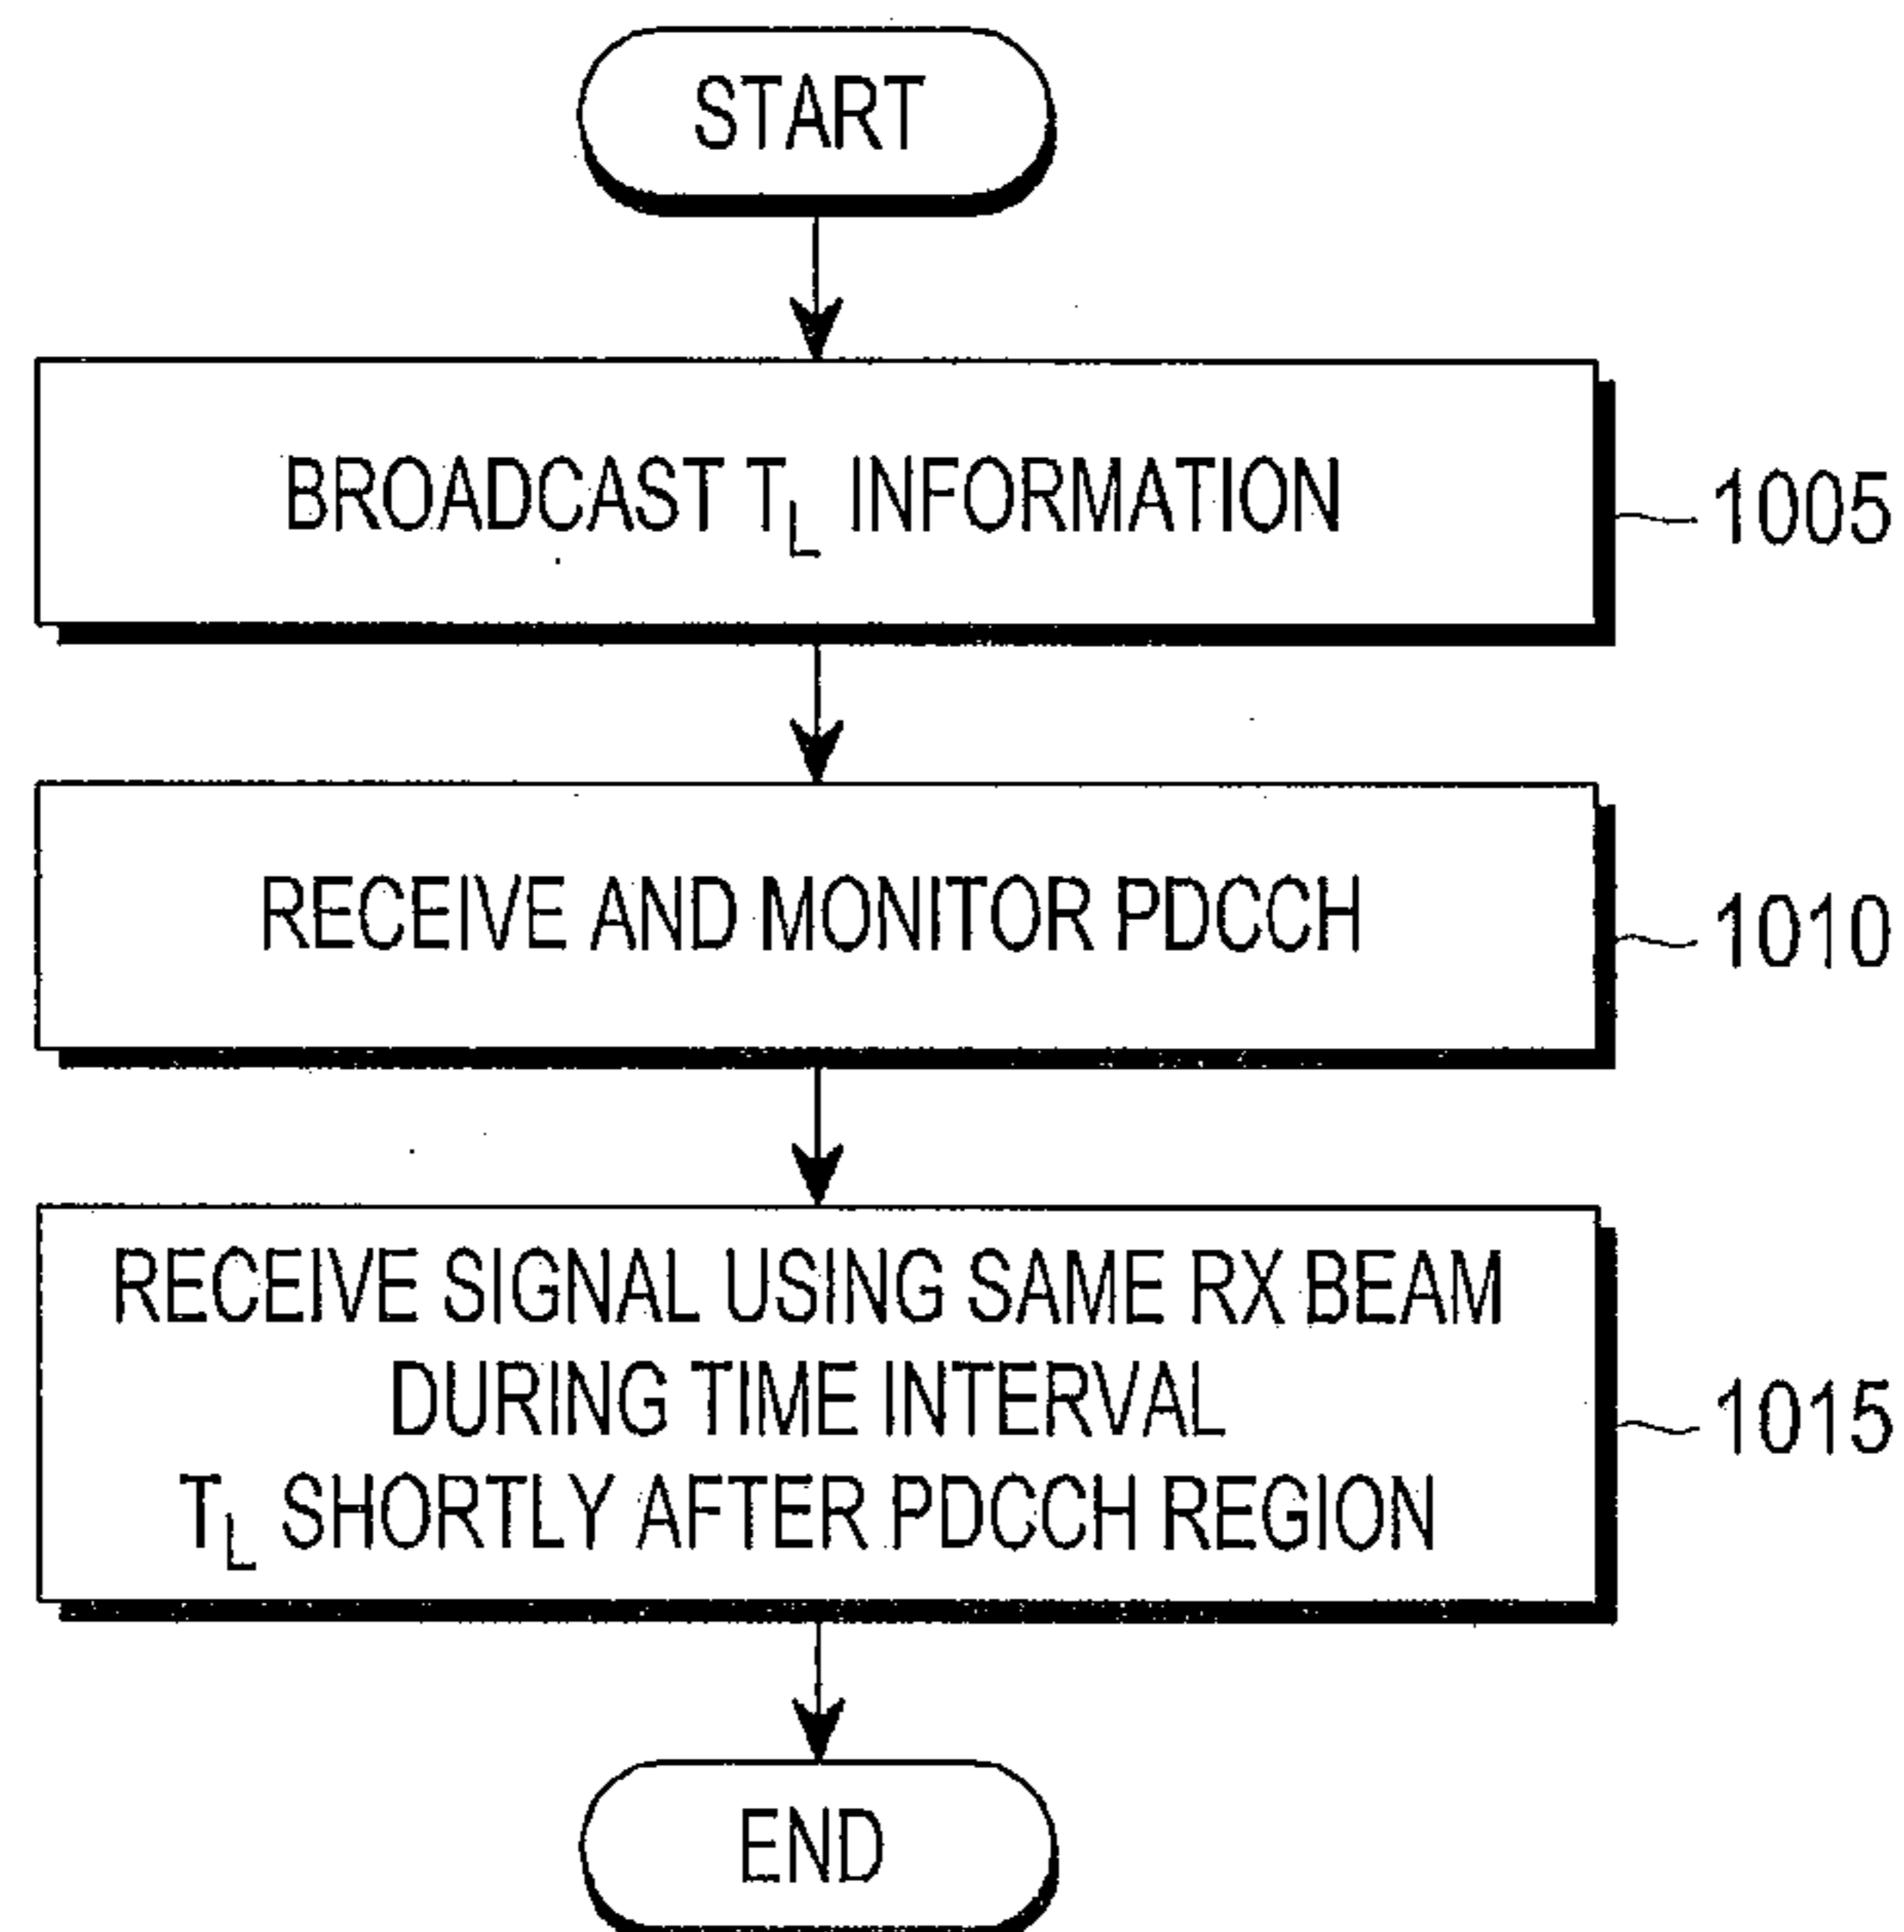 START
BROADCAST T_L INFORMATION
1005
RECEIVE AND MONITOR PDCCH
1010
RECEIVE SIGNAL USING SAME RX BEAM
DURING TIME INTERVAL
T_L SHORTLY AFTER PDCCH REGION
1015
END